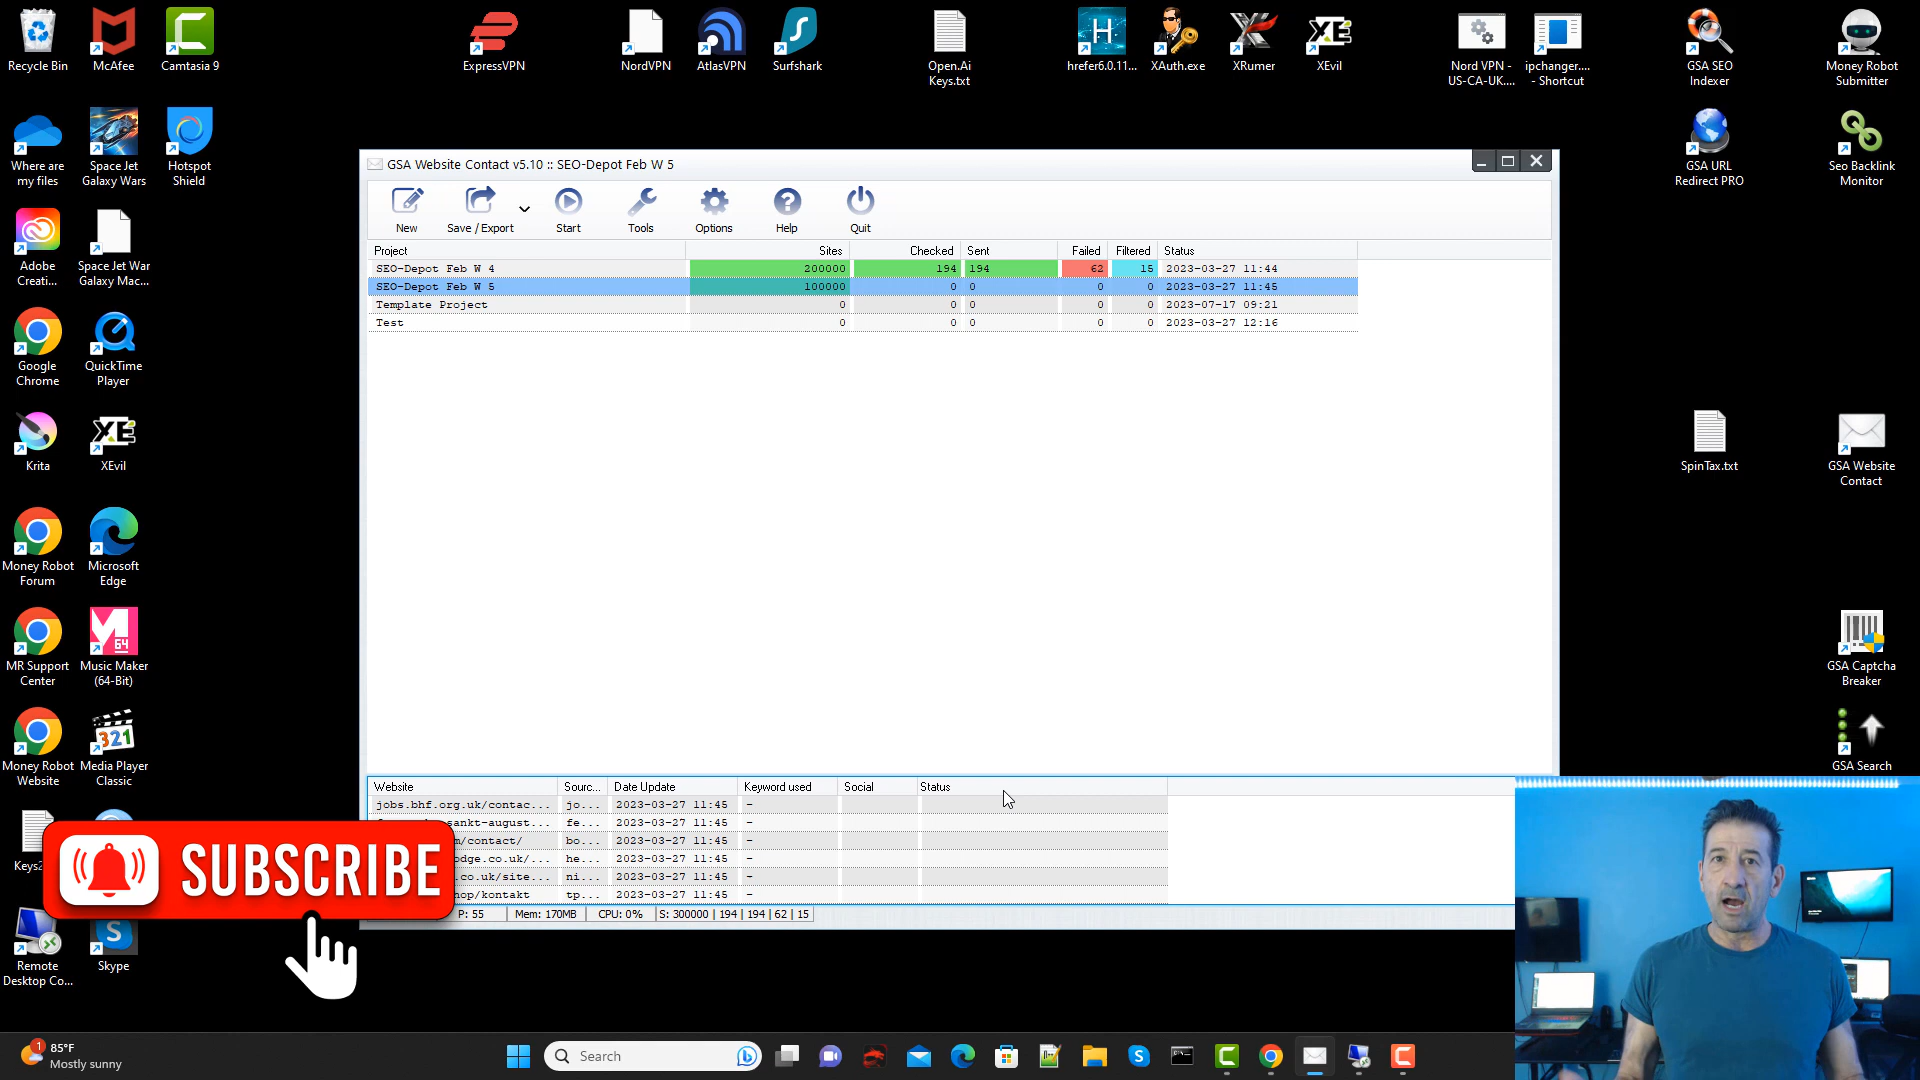 Recycle Bin
McAfee
Camtasia 9
ExpressVPN
NordVPN
AtlasVPN
Surfshark
Open.Ai
Keys.txt
hrefer6.0.11...
XAuth.exe
XRumer
XEvil
Nord VPN -
US-CA-UK....
ipchanger....
- Shortcut
GSA SEO
Indexer
Money Robot
Submitter
Where are
my files
Space Jet
Galaxy Wars
Hotspot
Shield
GSA URL
Redirect PRO
Seo Backlink
Monitor
Adobe
Creati...
Space Jet War
Galaxy Mac...
Google
Chrome
QuickTime
Player
Krita
XEvil
SpinTax.txt
GSA Website
Contact
Money Robot
Forum
Microsoft
Edge
MR Support
Center
Music Maker
(64-Bit)
GSA Captcha
Breaker
Money Robot
Website
Media Player
Classic
GSA Search
Remote
Desktop Co...
Skype
GSA Website Contact v5.10 :: SEO-Depot Feb W 5
New
Save / Export
Start
Tools
Options
Help
Quit
Project Sites Checked Sent Failed Filtered Status
SEO-Depot Feb W 4 200000 194 194 62 15 2023-03-27 11:44
SEO-Depot Feb W 5 100000 0 0 0 0 2023-03-27 11:45
Template Project 0 0 0 0 0 2023-07-17 09:21
Test 0 0 0 0 0 2023-03-27 12:16
Website Sourc... Date Update Keyword used Social Status
jobs.bhf.org.uk/contac... jo... 2023-03-27 11:45 -
sankt-august... fe... 2023-03-27 11:45 -
m/contact/ bo... 2023-03-27 11:45 -
odge.co.uk/... he... 2023-03-27 11:45 -
.co.uk/site... ni... 2023-03-27 11:45 -
hop/kontakt tp... 2023-03-27 11:45 -
P: 55 Mem: 170MB CPU: 0% S: 300000 | 194 | 194 | 62 | 15
SUBSCRIBE
1
85°F
Mostly sunny
Search